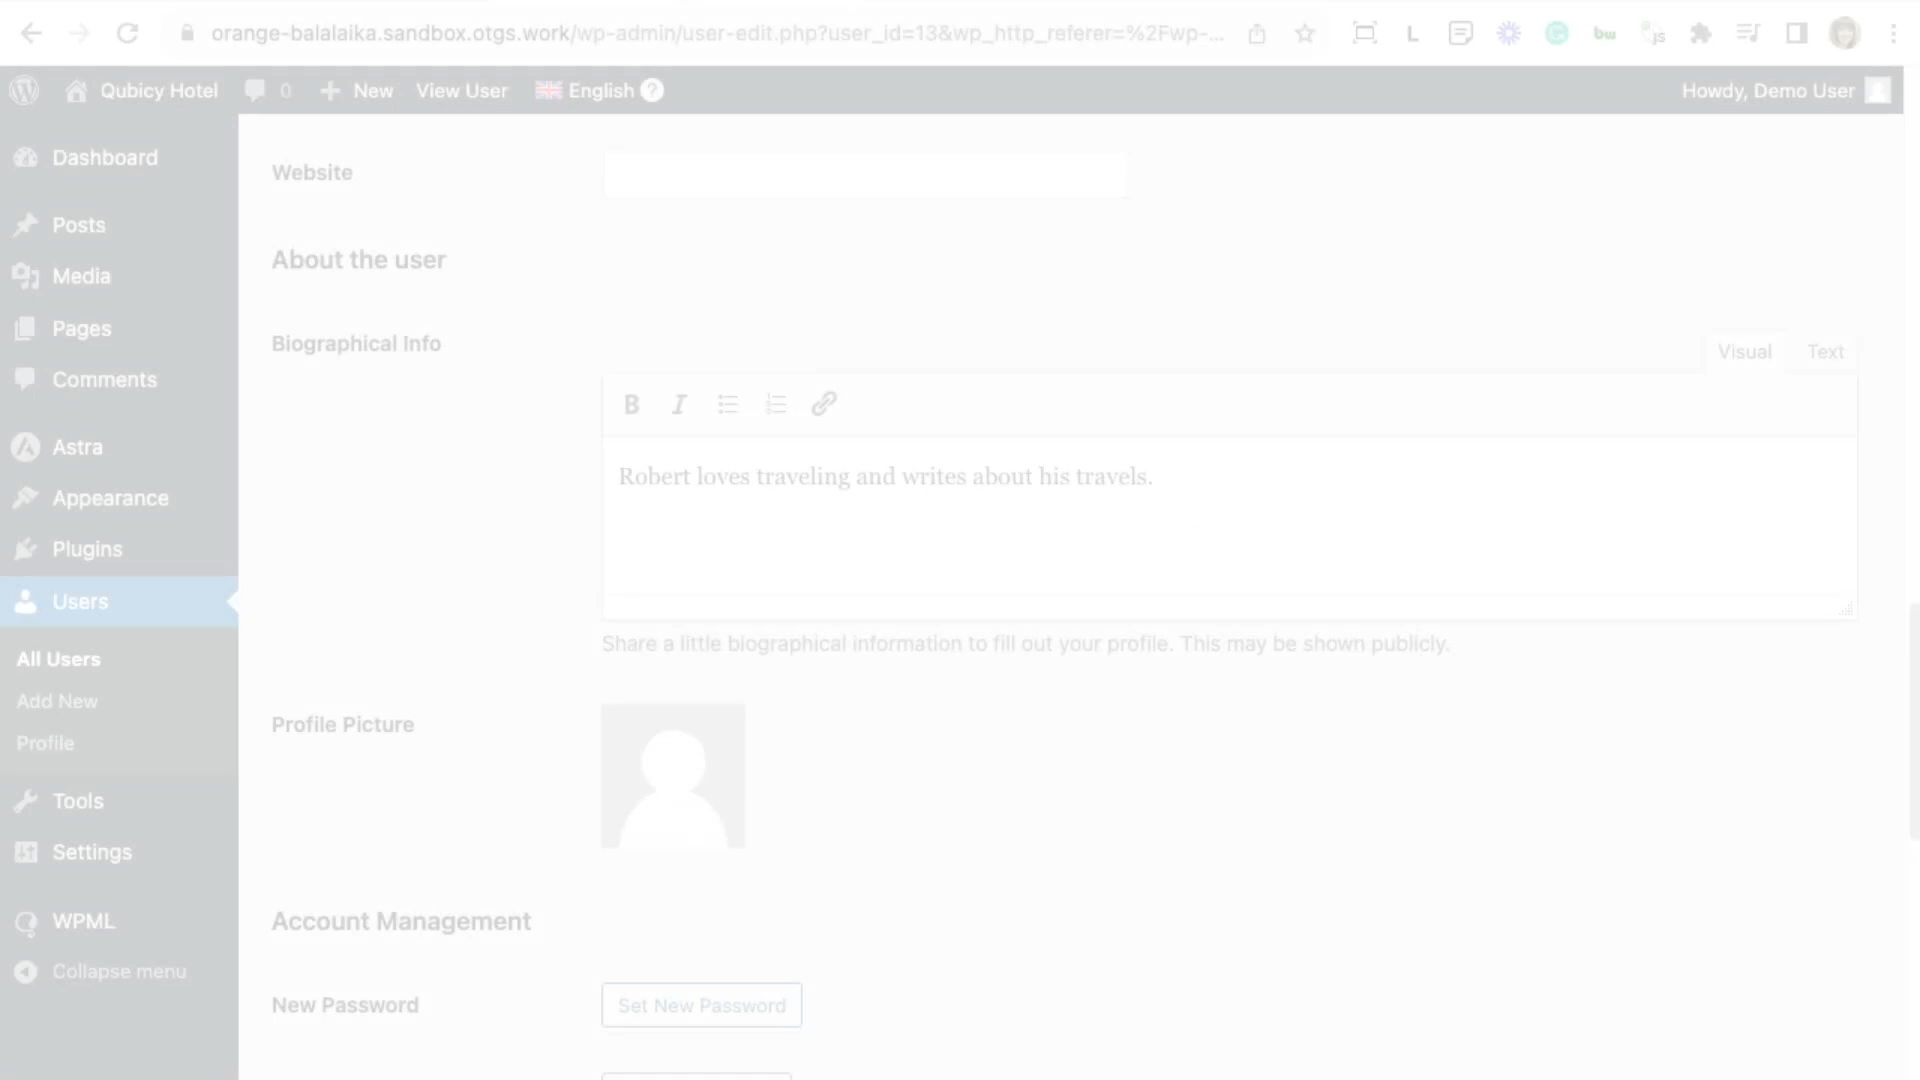 orange-balalaika.sandbox.otgs.work/wp-admin/user-edit.php?user_id=13&wp_http_referer=%2Fwp-...
L
bw
js
Qubicy Hotel
0
New
View User
English
?
Howdy, Demo User
Dashboard
Posts
Media
Pages
Comments
Astra
Appearance
Plugins
Users
All Users
Add New
Profile
Tools
Settings
WPML
Collapse menu
Website
About the user
Biographical Info
Visual
Text
B
I
Robert loves traveling and writes about his travels.
Share a little biographical information to fill out your profile. This may be shown publicly.
Profile Picture
Account Management
New Password
Set New Password